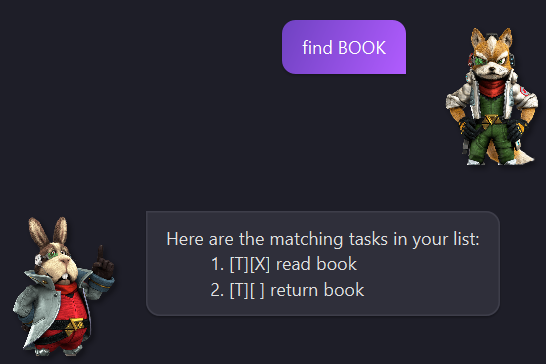 find BOOK
Here are the matching tasks in your list:
1. [T][X] read book
2. [T][ ] return book